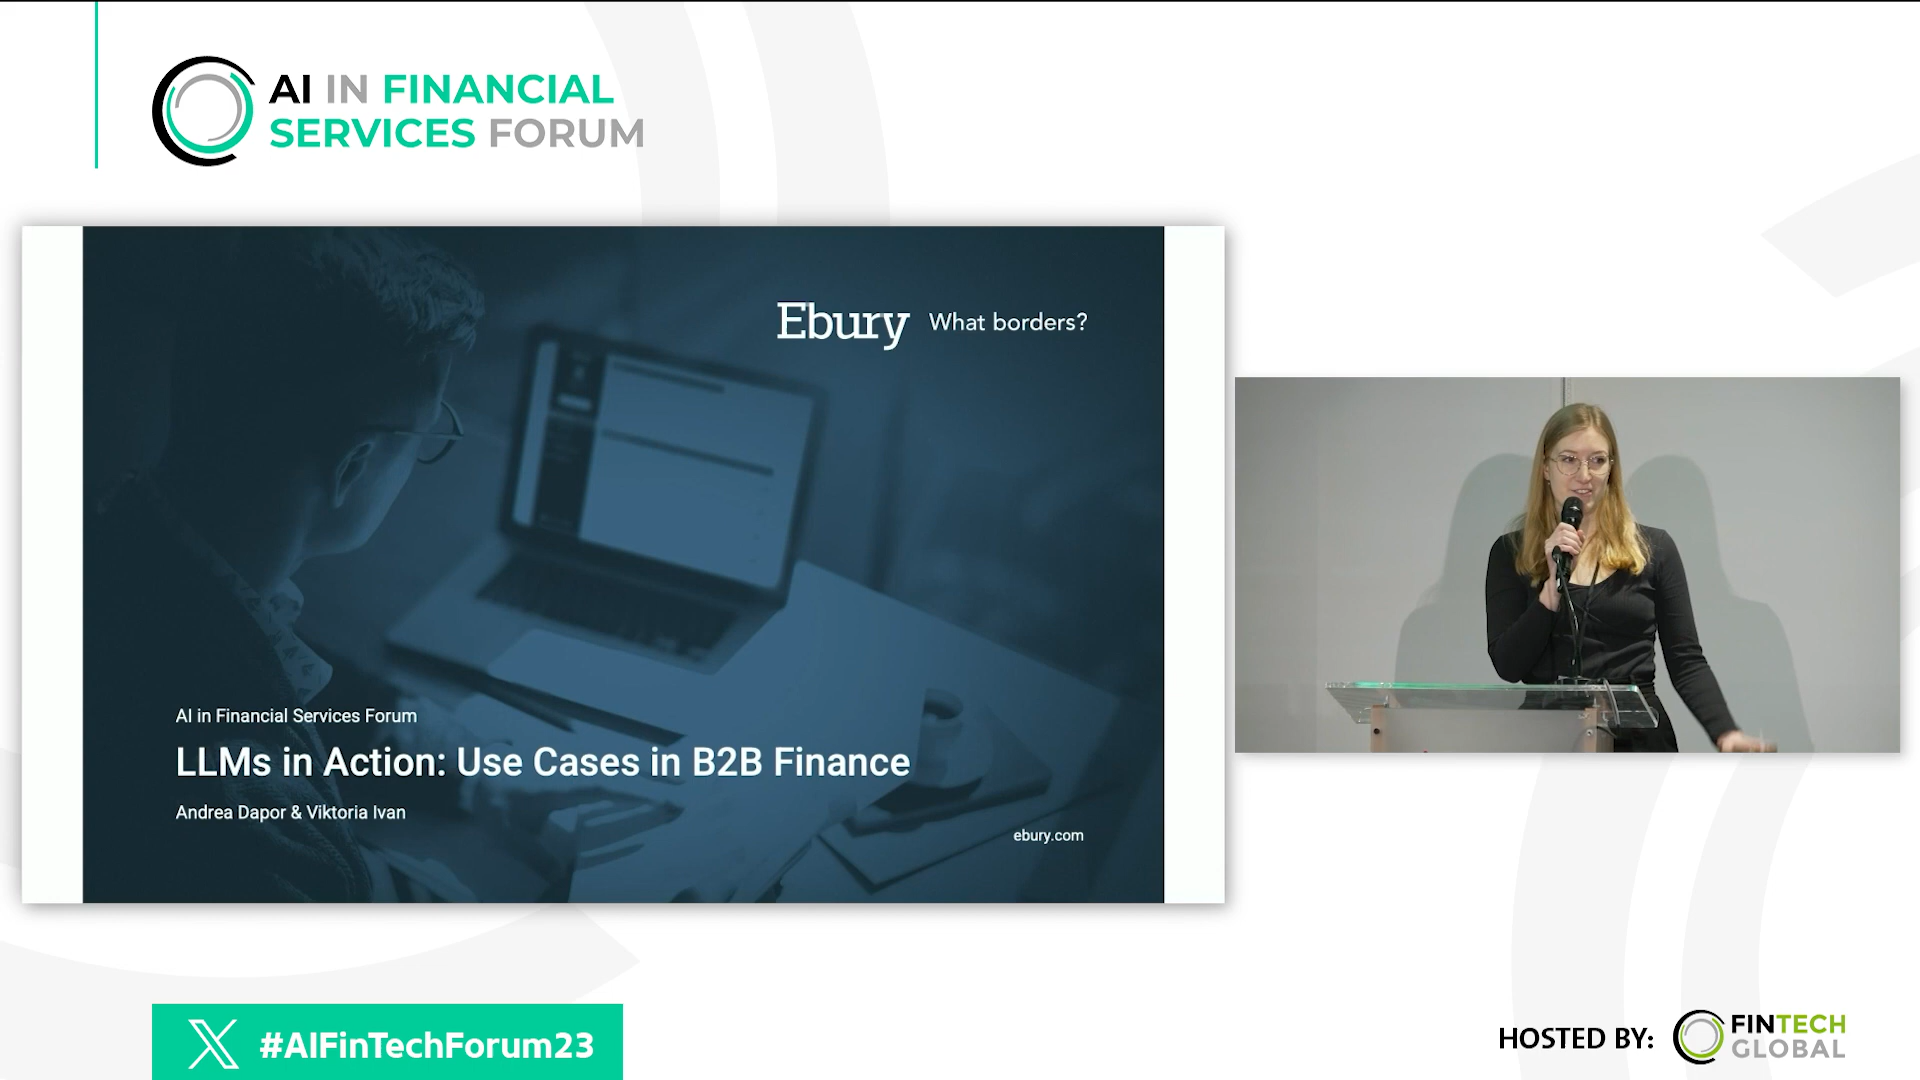 AI IN FINANCIAL
SERVICES FORUM
Ebury What borders?
AI in Financial Services Forum
LLMs in Action: Use Cases in B2B Finance
Andrea Dapor & Viktoria Ivan
ebury.com
#AIFinTechForum23
HOSTED BY: FINTECH
GLOBAL